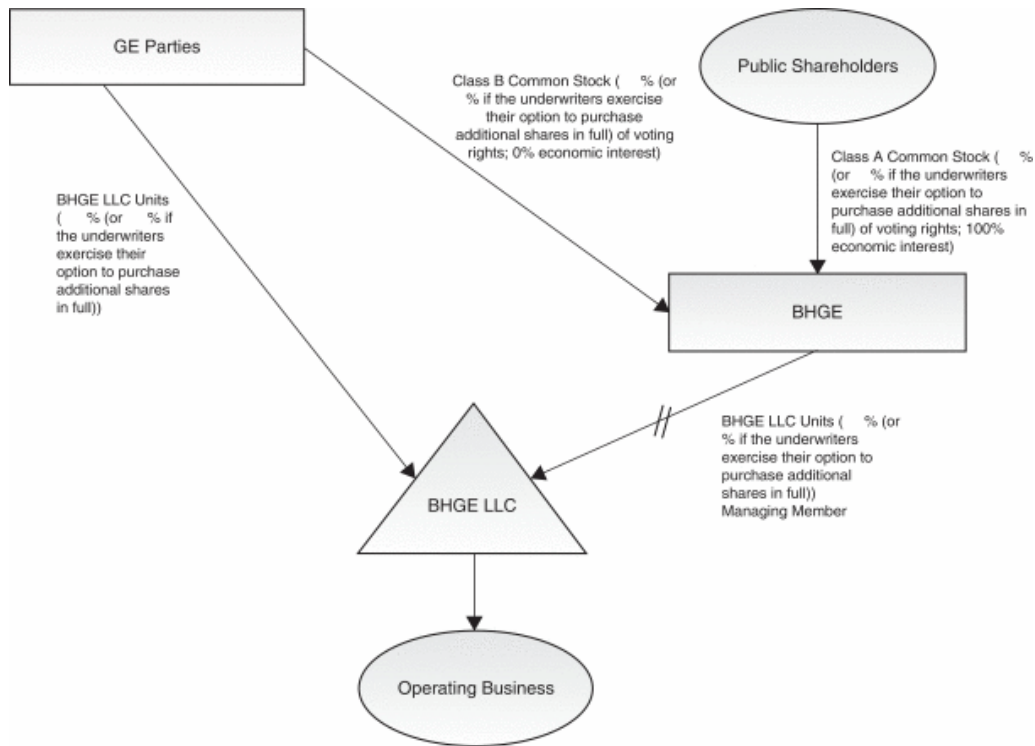 GE Parties
Public Shareholders
Class B Common Stock (    % (or
% if the underwriters exercise
their option to purchase
additional shares in full) of voting
rights; 0% economic interest)
Class A Common Stock (    %
(or    % if the underwriters
exercise their option to
purchase additional shares in
full) of voting rights; 100%
economic interest)
BHGE LLC Units
(    % (or    % if
the underwriters
exercise their
option to purchase
additional shares
in full))
BHGE
BHGE LLC Units (    % (or
% if the underwriters
exercise their option to
purchase additional
shares in full))
Managing Member
BHGE LLC
Operating Business